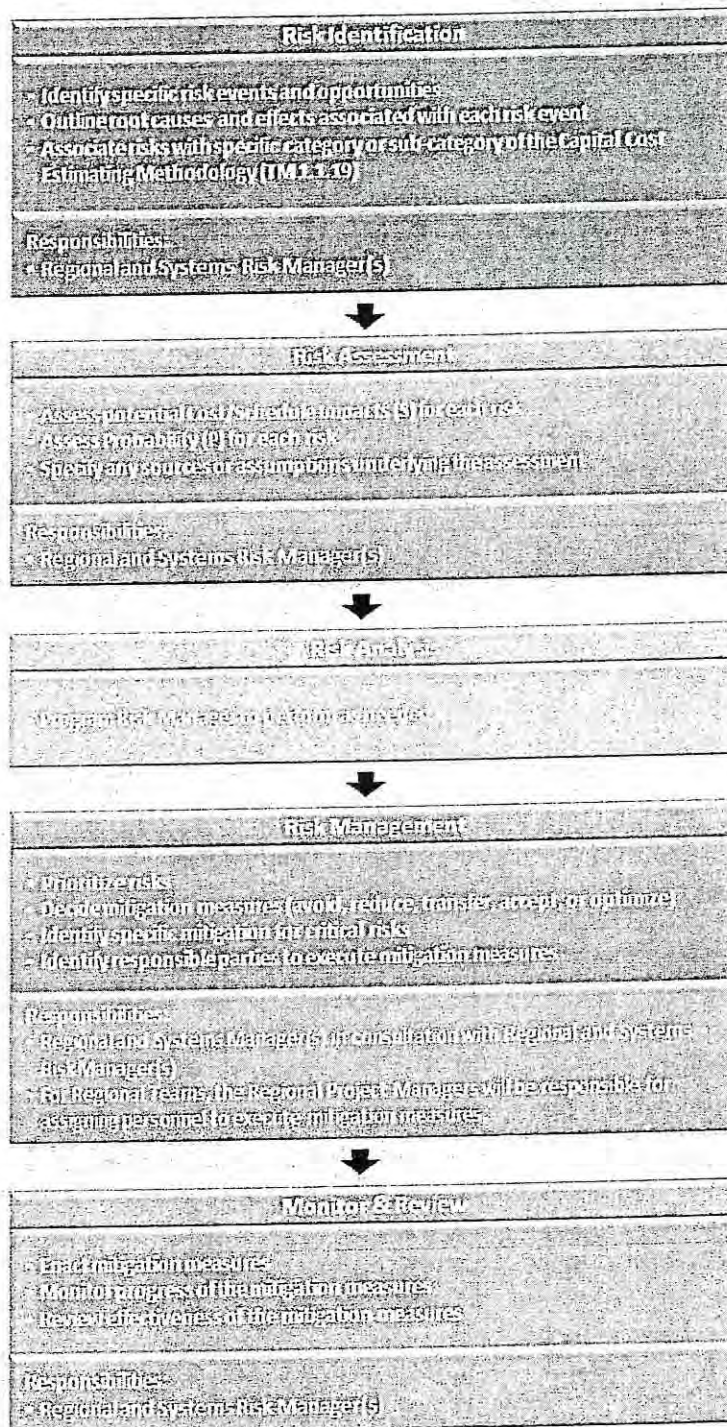 Risk Identification
• Identify specific risk events and opportunities
• Outline root causes and effects associated with each risk event
• Associate risks with specific category or sub-category of the Capital Cost
Estimating Methodology (TM 1.1.19)
Responsibilities:
• Regional and Systems Risk Manager(s)
Risk Assessment
• Assess potential Cost/Schedule Impacts (S) for each risk
• Assess Probability (P) for each risk
• Specify any sources or assumptions underlying the assessment
Responsibilities:
• Regional and Systems Risk Manager(s)
Risk Analysis
• Program Risk Manager to perform
Risk Management
• Prioritize risks
• Decide mitigation measures (avoid, reduce, transfer, accept, or optimize)
• Identify specific mitigation for critical risks
• Identify responsible parties to execute mitigation measures
Responsibilities:
• Regional and Systems Manager(s) in consultation with Regional and Systems
Risk Manager(s)
• For Regional Teams, the Regional Project Managers will be responsible for
assigning personnel to execute mitigation measures
Monitor & Review
• Enact mitigation measures
• Monitor progress of the mitigation measures
• Review effectiveness of the mitigation measures
Responsibilities:
• Regional and Systems Risk Manager(s)